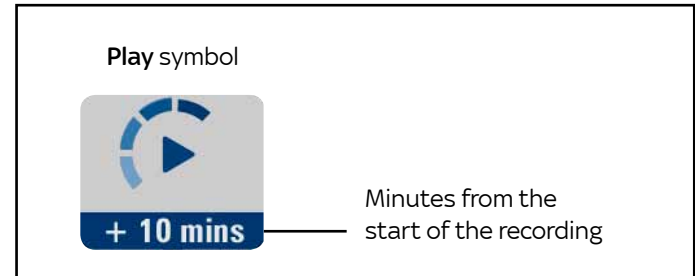 Play symbol
+ 10 mins
Minutes from the
start of the recording